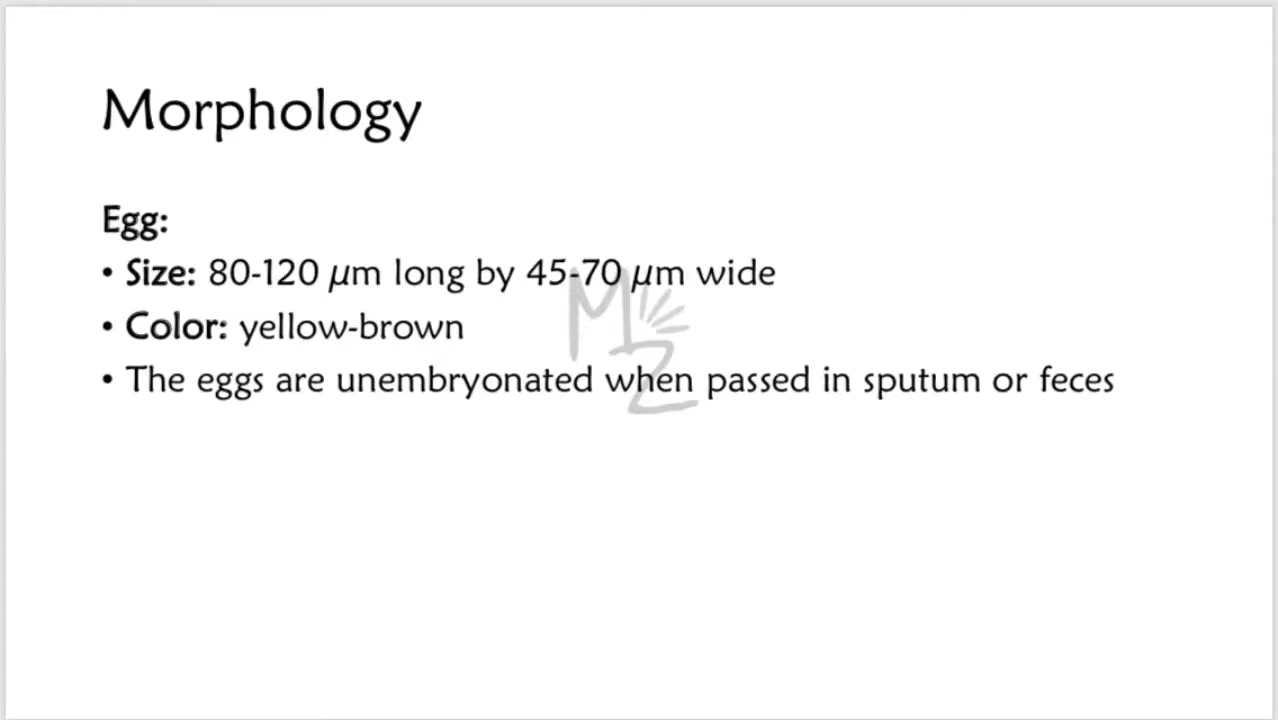 Morphology
Egg:
• Size: 80-120 μm long by 45-70 μm wide
• Color: yellow-brown
• The eggs are unembryonated when passed in sputum or feces
MZ